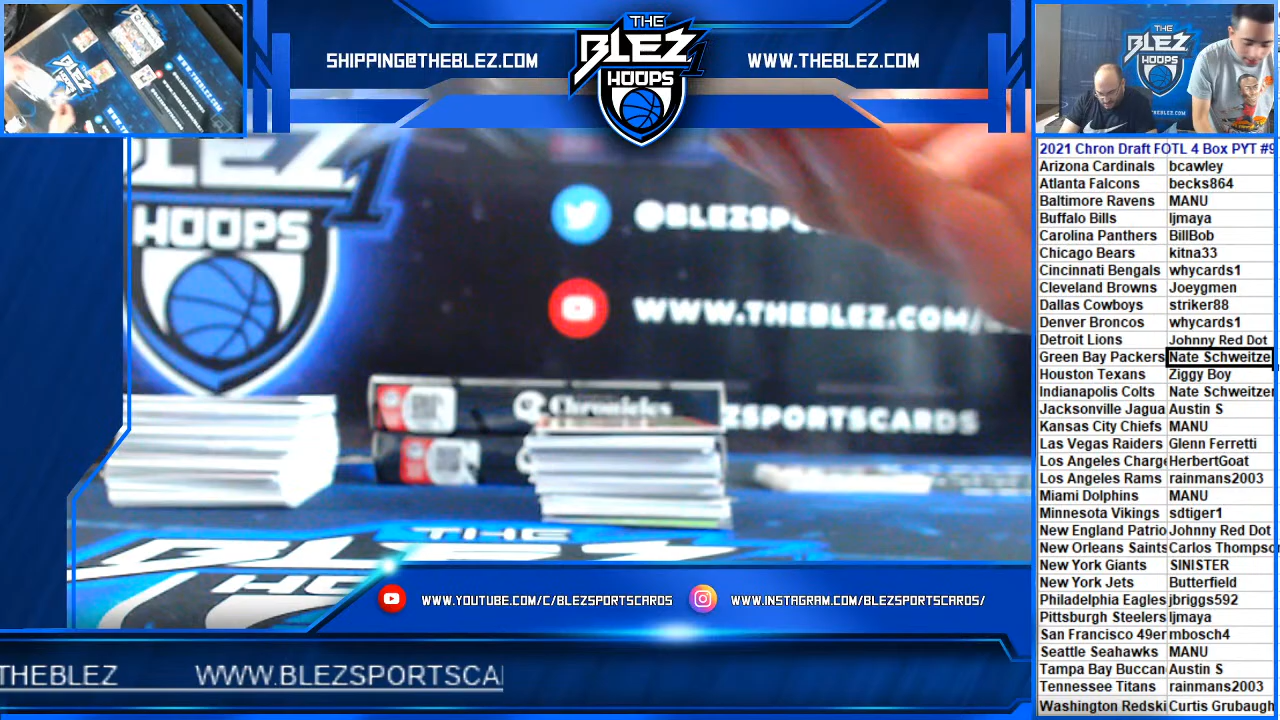 SHIPPING@THEBLEZ.COM
THE
BLEZ 1
HOOPS
WWW.THEBLEZ.COM
THE
BLEZ
HOOPS
BLEZ 1
HOOPS
@BLEZSPO
WWW.THEBLEZ.COM/
Chronicles
ZSPORTSCARDS
THE
BLEZ
HO
WWW.YOUTUBE.COM/C/BLEZSPORTSCARDS
WWW.INSTAGRAM.COM/BLEZSPORTSCARDS/
THEBLEZ WWW.BLEZSPORTSCA
2021 Chron Draft FOTL 4 Box PYT #9
Arizona Cardinals bcawley
Atlanta Falcons becks864
Baltimore Ravens MANU
Buffalo Bills ljmaya
Carolina Panthers BillBob
Chicago Bears kitna33
Cincinnati Bengals whycards1
Cleveland Browns Joeygmen
Dallas Cowboys striker88
Denver Broncos whycards1
Detroit Lions Johnny Red Dot
Green Bay Packers Nate Schweitze
Houston Texans Ziggy Boy
Indianapolis Colts Nate Schweitzer
Jacksonville Jagua Austin S
Kansas City Chiefs MANU
Las Vegas Raiders Glenn Ferretti
Los Angeles Charge HerbertGoat
Los Angeles Rams rainmans2003
Miami Dolphins MANU
Minnesota Vikings sdtiger1
New England Patrio Johnny Red Dot
New Orleans Saints Carlos Thompso
New York Giants SINISTER
New York Jets Butterfield
Philadelphia Eagles jbriggs592
Pittsburgh Steelers ljmaya
San Francisco 49er mbosch4
Seattle Seahawks MANU
Tampa Bay Buccan Austin S
Tennessee Titans rainmans2003
Washington Redski Curtis Grubaugh